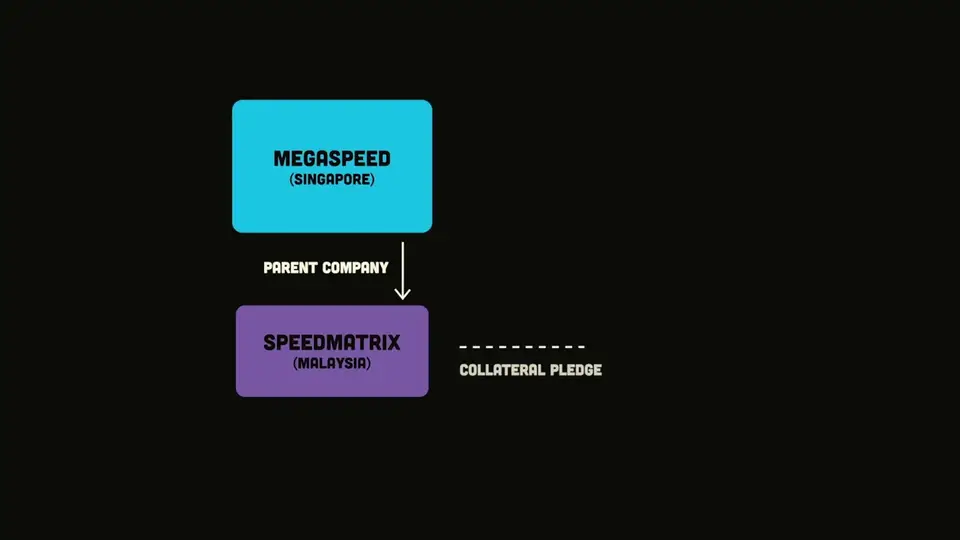 MEGASPEED
(SINGAPORE)
PARENT COMPANY
SPEEDMATRIX
(MALAYSIA)
COLLATERAL PLEDGE